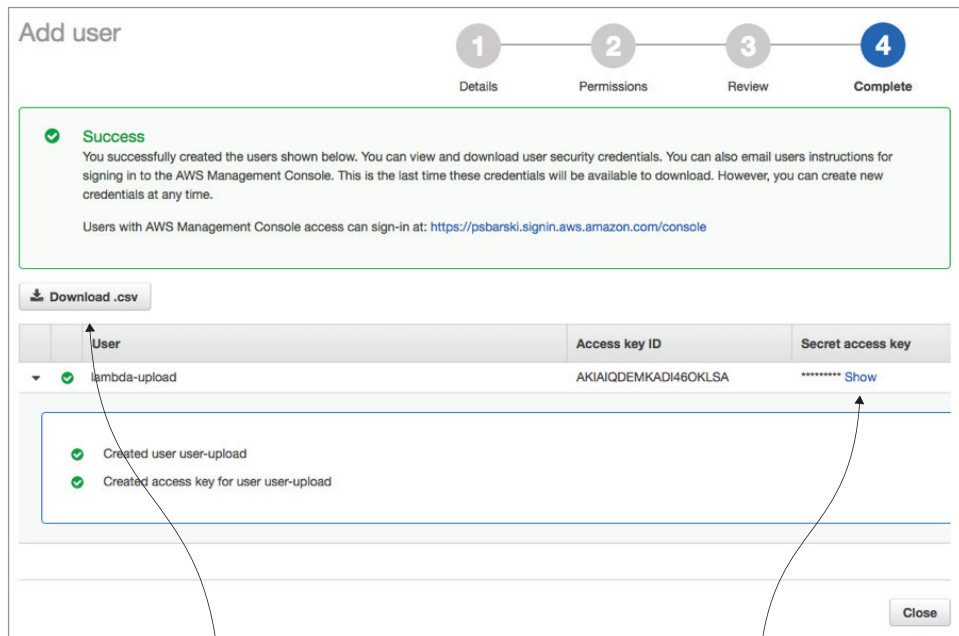 Add user
1
2
3
4
Details
Permissions
Review
Complete
Success
You successfully created the users shown below. You can view and download user security credentials. You can also email users instructions for
signing in to the AWS Management Console. This is the last time these credentials will be available to download. However, you can create new
credentials at any time.
Users with AWS Management Console access can sign-in at: https://psbarski.signin.aws.amazon.com/console
Download .csv
User
Access key ID
Secret access key
lambda-upload
AKIAIQDEMKADI46OKLSA
********* Show
Created user user-upload
Created access key for user user-upload
Close